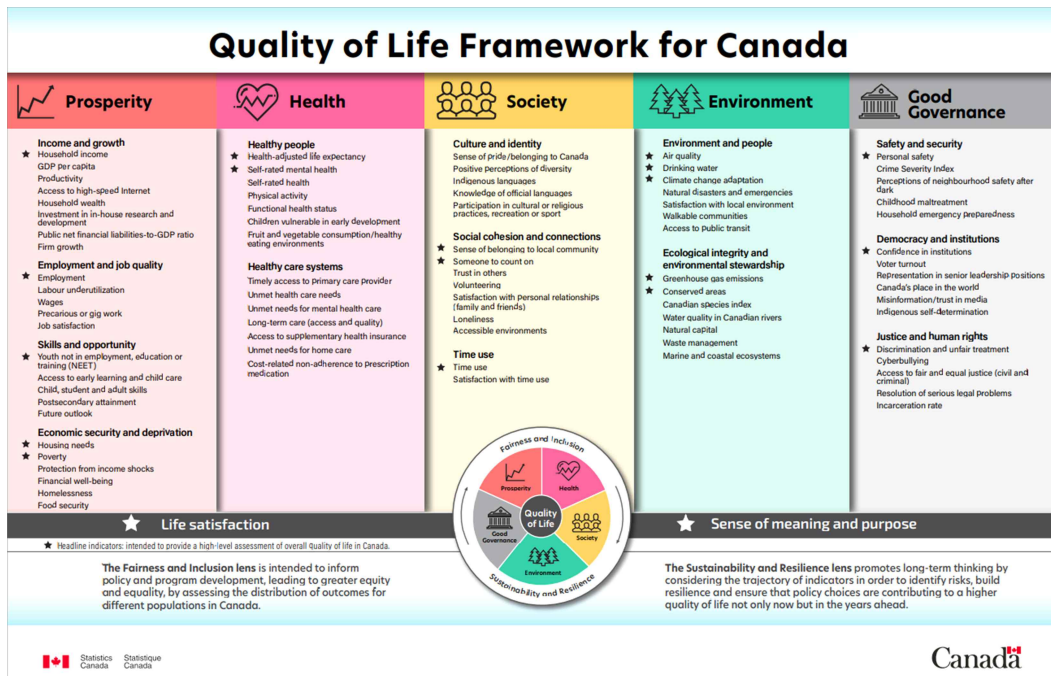 Quality of Life Framework for Canada
Prosperity
Income and growth
★ Household income
GDP per capita
Productivity
Access to high-speed Internet
Household wealth
Investment in in-house research and
development
Public net financial liabilities-to-GDP ratio
Firm growth
Employment and job quality
★ Employment
Labour underutilization
Wages
Precarious or gig work
Job satisfaction
Skills and opportunity
★ Youth not in employment, education or
training (NEET)
Access to early learning and child care
Child, student and adult skills
Postsecondary attainment
Future outlook
Economic security and deprivation
★ Housing needs
★ Poverty
Protection from income shocks
Financial well-being
Homelessness
Food security
Health
Healthy people
★ Health-adjusted life expectancy
★ Self-rated mental health
Self-rated health
Physical activity
Functional health status
Children vulnerable in early development
Fruit and vegetable consumption/healthy
eating environments
Healthy care systems
Timely access to primary care provider
Unmet health care needs
Unmet needs for mental health care
Long-term care (access and quality)
Access to supplementary health insurance
Unmet needs for home care
Cost-related non-adherence to prescription
medication
Society
Culture and identity
Sense of pride/belonging to Canada
Positive perceptions of diversity
Indigenous languages
Knowledge of official languages
Participation in cultural or religious
practices, recreation or sport
Social cohesion and connections
★ Sense of belonging to local community
★ Someone to count on
Trust in others
Volunteering
Satisfaction with personal relationships
(family and friends)
Loneliness
Accessible environments
Time use
★ Time use
Satisfaction with time use
Environment
Environment and people
★ Air quality
★ Drinking water
★ Climate change adaptation
Natural disasters and emergencies
Satisfaction with local environment
Walkable communities
Access to public transit
Ecological integrity and
environmental stewardship
★ Greenhouse gas emissions
★ Conserved areas
Canadian species index
Water quality in Canadian rivers
Natural capital
Waste management
Marine and coastal ecosystems
Good
Governance
Safety and security
★ Personal safety
Crime Severity Index
Perceptions of neighbourhood safety after
dark
Childhood maltreatment
Household emergency preparedness
Democracy and institutions
★ Confidence in institutions
Voter turnout
Representation in senior leadership positions
Canada's place in the world
Misinformation/trust in media
Indigenous self-determination
Justice and human rights
★ Discrimination and unfair treatment
Cyberbullying
Access to fair and equal justice (civil and
criminal)
Resolution of serious legal problems
Incarceration rate
★ Life satisfaction
★ Sense of meaning and purpose
Fairness and Inclusion
Prosperity
Health
Quality
of Life
Good
Governance
Society
Environment
Sustainability and Resilience
★ Headline indicators: intended to provide a high-level assessment of overall quality of life in Canada.
The Fairness and Inclusion lens is intended to inform
policy and program development, leading to greater equity
and equality, by assessing the distribution of outcomes for
different populations in Canada.
The Sustainability and Resilience lens promotes long-term thinking by
considering the trajectory of indicators in order to identify risks, build
resilience and ensure that policy choices are contributing to a higher
quality of life not only now but in the years ahead.
Statistics Statistique
Canada Canada
Canada